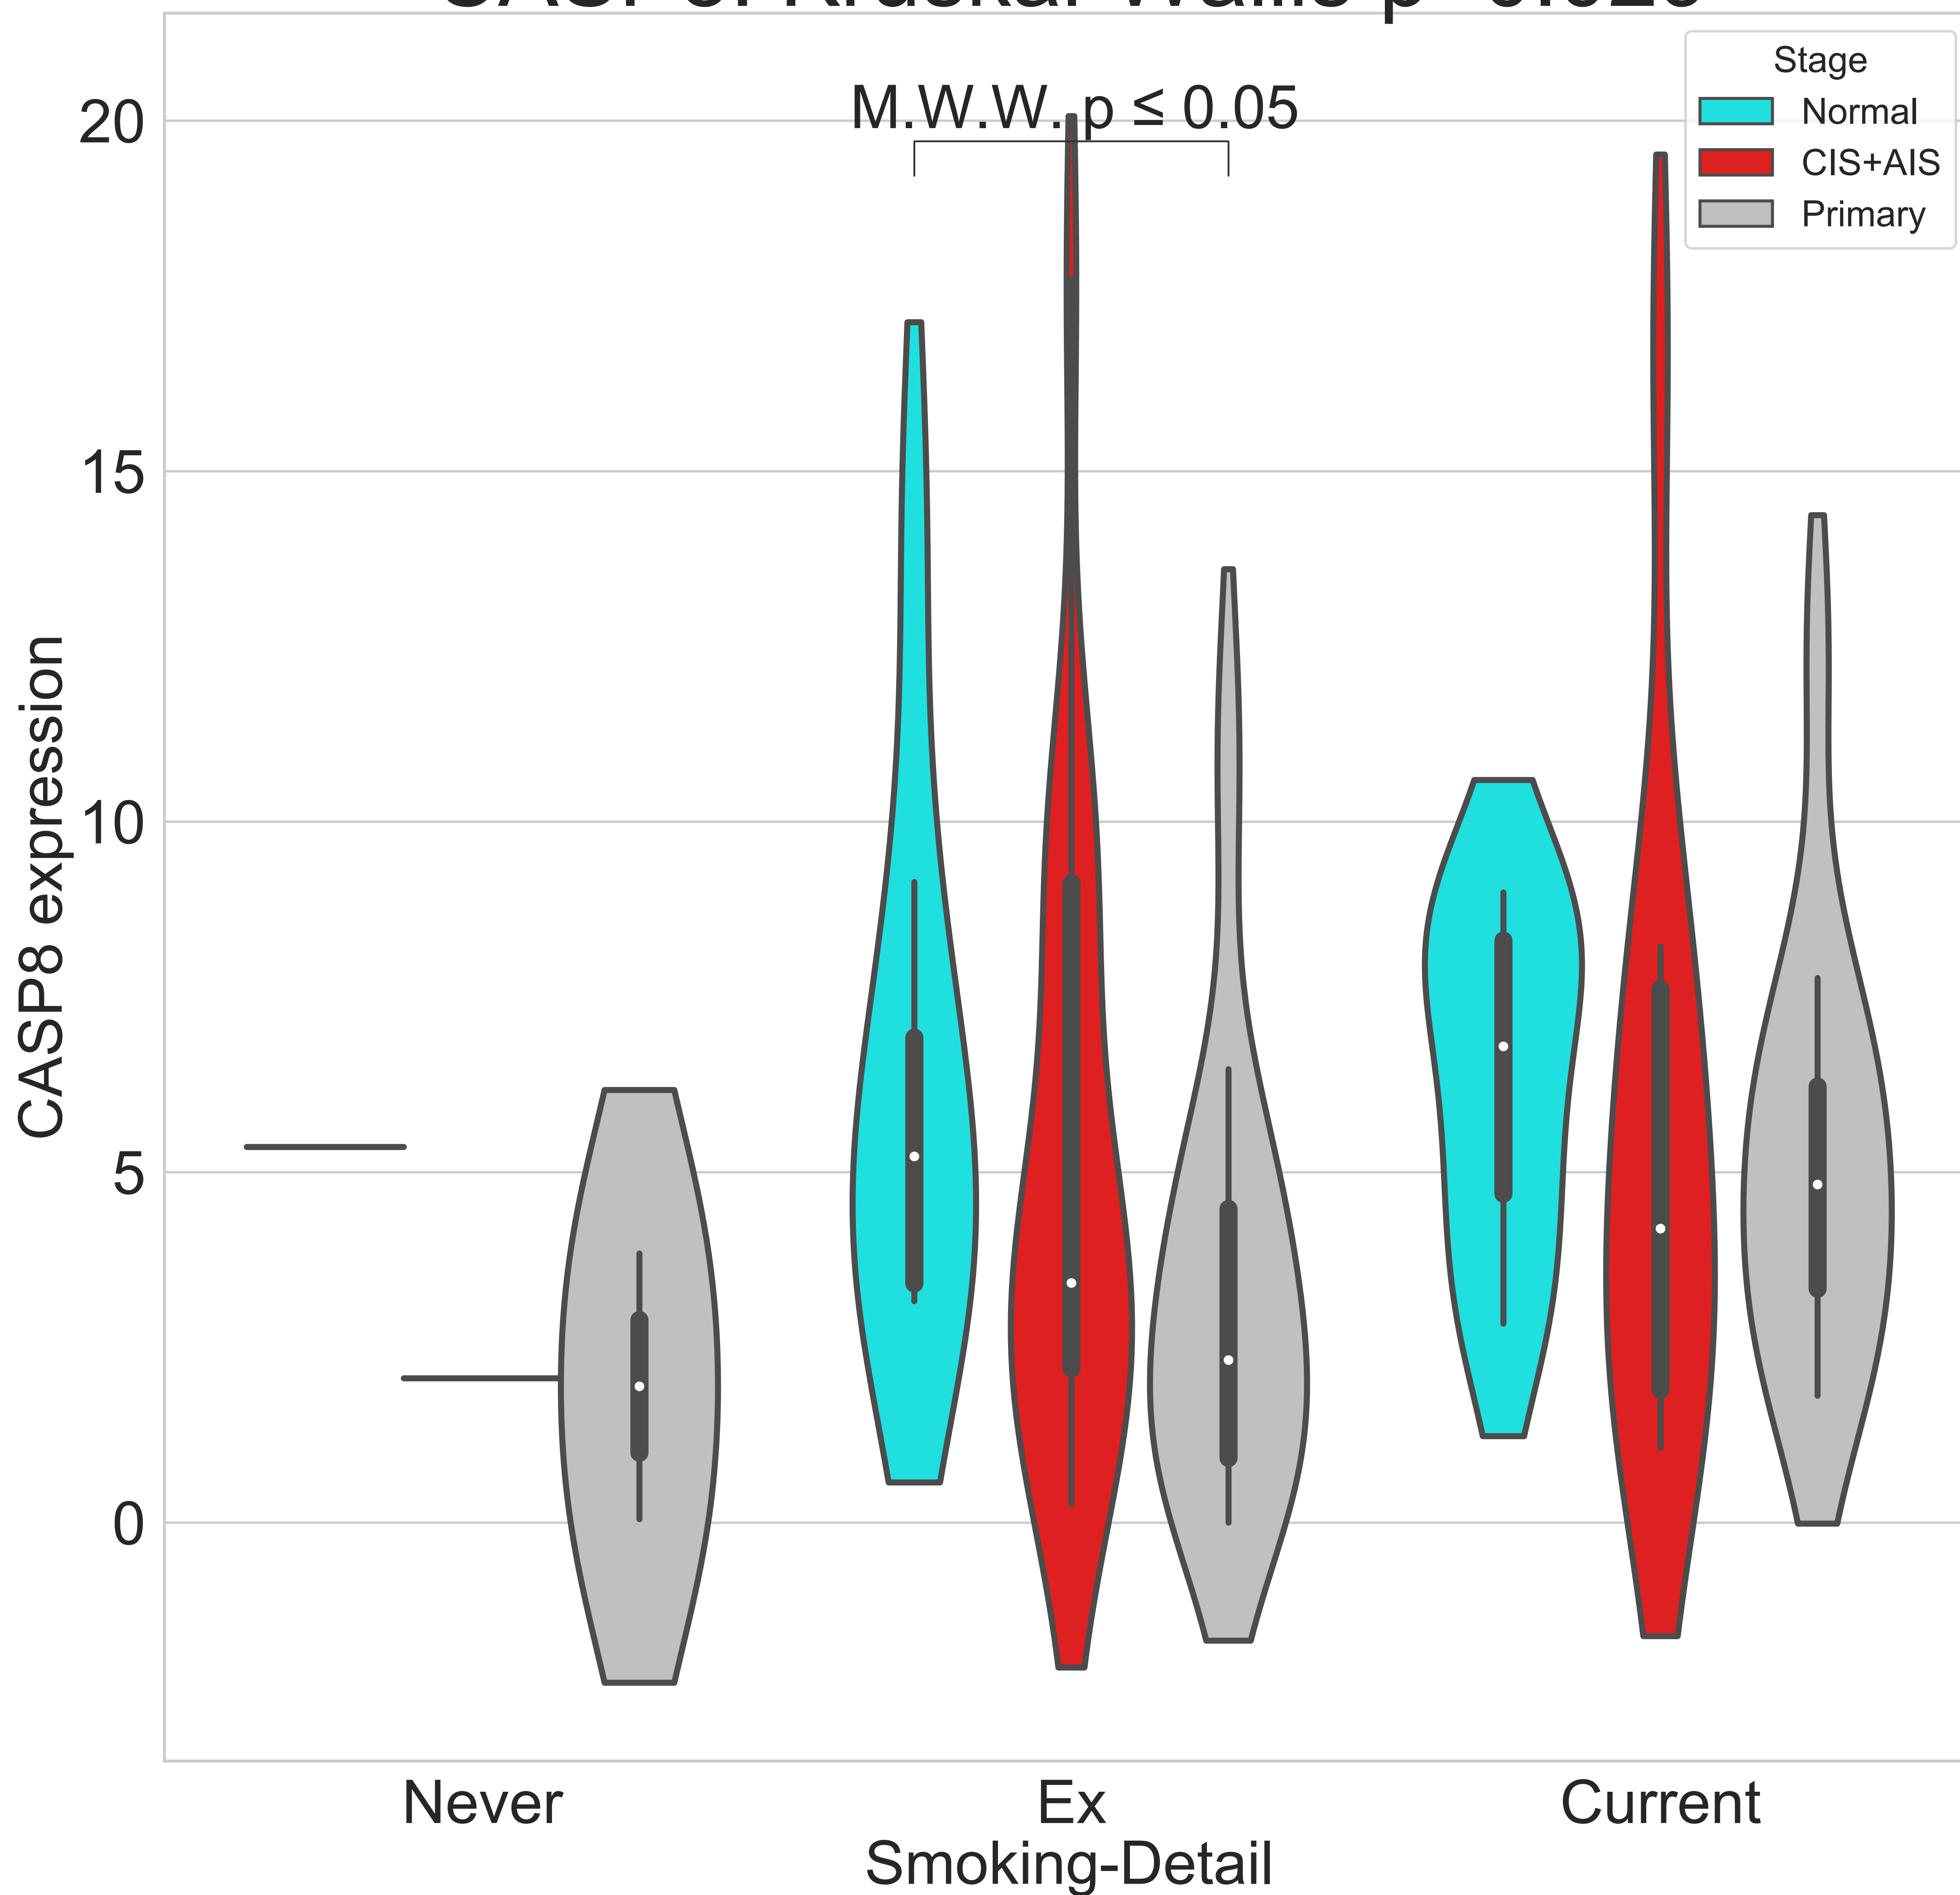 M.W.W. p ≤ 0.05
Stage
Normal
CIS+AIS
Primary
20
15
10
5
0
CASP8 expression
Never
Ex
Current
Smoking-Detail